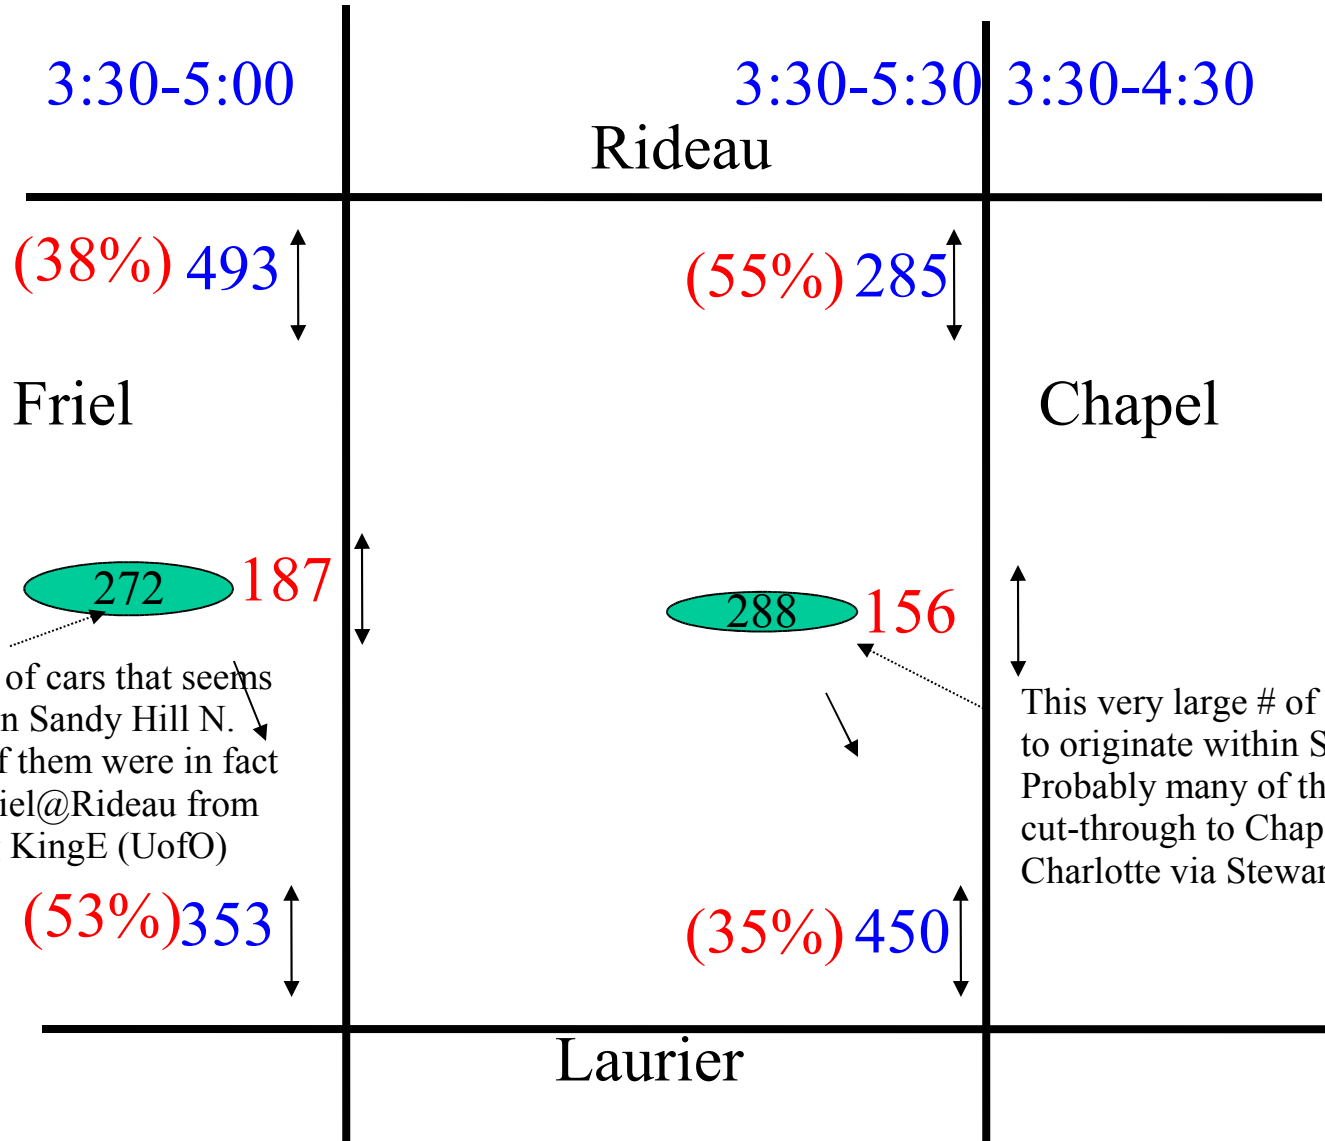 3:30-5:00
3:30-5:30
3:30-4:30
Rideau
(38%) 493
(55%) 285
Friel
Chapel
272 187
288 156
of cars that seems
n Sandy Hill N.
f them were in fact
iel@Rideau from
KingE (UofO)
This very large # of
to originate within S
Probably many of th
cut-through to Chap
Charlotte via Stewar
(53%) 353
(35%) 450
Laurier